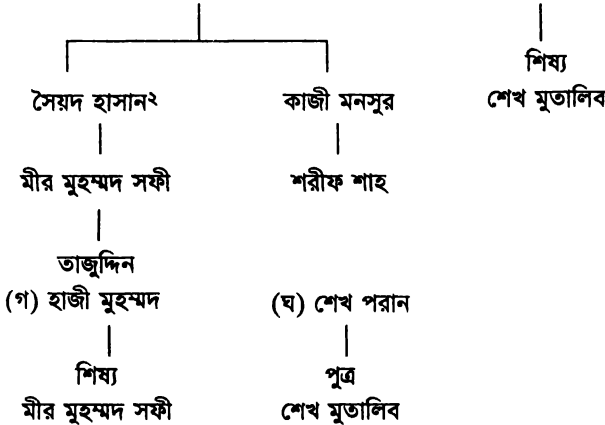 শিষ্য
সৈয়দ হাসান২ কাজী মনসুর শেখ মুতালিব
মীর মুহম্মদ সফী শরীফ শাহ
তাজুদ্দিন
(গ) হাজী মুহম্মদ (ঘ) শেখ পরান
শিষ্য পুত্র
মীর মুহম্মদ সফী শেখ মুতালিব